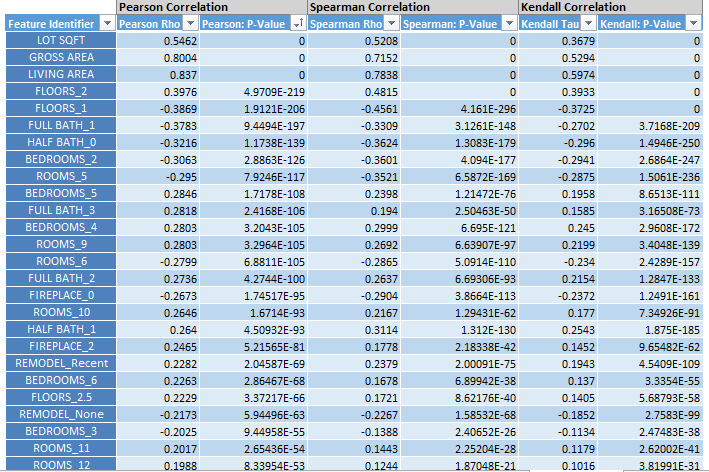 Pearson Correlation Spearman Correlation Kendall Correlation
Feature Identifier Pearson Rho Pearson: P-Value Spearman Rho Spearman: P-Value Kendall Tau Kendall: P-Value
LOT SQFT 0.5462 0 0.5208 0 0.3679 0
GROSS AREA 0.8004 0 0.7152 0 0.5294 0
LIVING AREA 0.837 0 0.7838 0 0.5974 0
FLOORS_2 0.3976 4.9709E-219 0.4815 0 0.3933 0
FLOORS_1 -0.3869 1.9121E-206 -0.4561 4.161E-296 -0.3725 0
FULL BATH_1 -0.3783 9.4494E-197 -0.3309 3.1261E-148 -0.2702 3.7168E-209
HALF BATH_0 -0.3216 1.1738E-139 -0.3624 1.3083E-179 -0.296 1.4946E-250
BEDROOMS_2 -0.3063 2.8863E-126 -0.3601 4.094E-177 -0.2941 2.6864E-247
ROOMS_5 -0.295 7.9246E-117 -0.3521 6.5872E-169 -0.2875 1.5061E-236
BEDROOMS_5 0.2846 1.7178E-108 0.2398 1.21472E-76 0.1958 8.6513E-111
FULL BATH_3 0.2818 2.4168E-106 0.194 2.50463E-50 0.1585 3.16508E-73
BEDROOMS_4 0.2803 3.2043E-105 0.2999 6.695E-121 0.245 2.9608E-172
ROOMS_9 0.2803 3.2964E-105 0.2692 6.63907E-97 0.2199 3.4048E-139
ROOMS_6 -0.2799 6.8811E-105 -0.2865 5.0914E-110 -0.234 2.4289E-157
FULL BATH_2 0.2736 4.2744E-100 0.2637 6.69306E-93 0.2154 1.2847E-133
FIREPLACE_0 -0.2673 1.74517E-95 -0.2904 3.8664E-113 -0.2372 1.2491E-161
ROOMS_10 0.2646 1.6714E-93 0.2167 1.29431E-62 0.177 7.34926E-91
HALF BATH_1 0.264 4.50932E-93 0.3114 1.312E-130 0.2543 1.875E-185
FIREPLACE_2 0.2465 5.21565E-81 0.1778 2.18338E-42 0.1452 9.65482E-62
REMODEL_Recent 0.2282 2.04587E-69 0.2379 2.00091E-75 0.1943 4.5409E-109
BEDROOMS_6 0.2263 2.86467E-68 0.1678 6.89942E-38 0.137 3.3354E-55
FLOORS_2.5 0.2229 3.37217E-66 0.1721 8.62176E-40 0.1405 5.68793E-58
REMODEL_None -0.2173 5.94496E-63 -0.2267 1.58532E-68 -0.1852 2.7583E-99
BEDROOMS_3 -0.2025 9.44958E-55 -0.1388 2.40652E-26 -0.1134 2.47483E-38
ROOMS_11 0.2017 2.65436E-54 0.1443 2.25204E-28 0.1179 2.62002E-41
ROOMS_12 0.1988 8.33954E-53 0.1244 1.87048E-21 0.1016 3.81991E-31